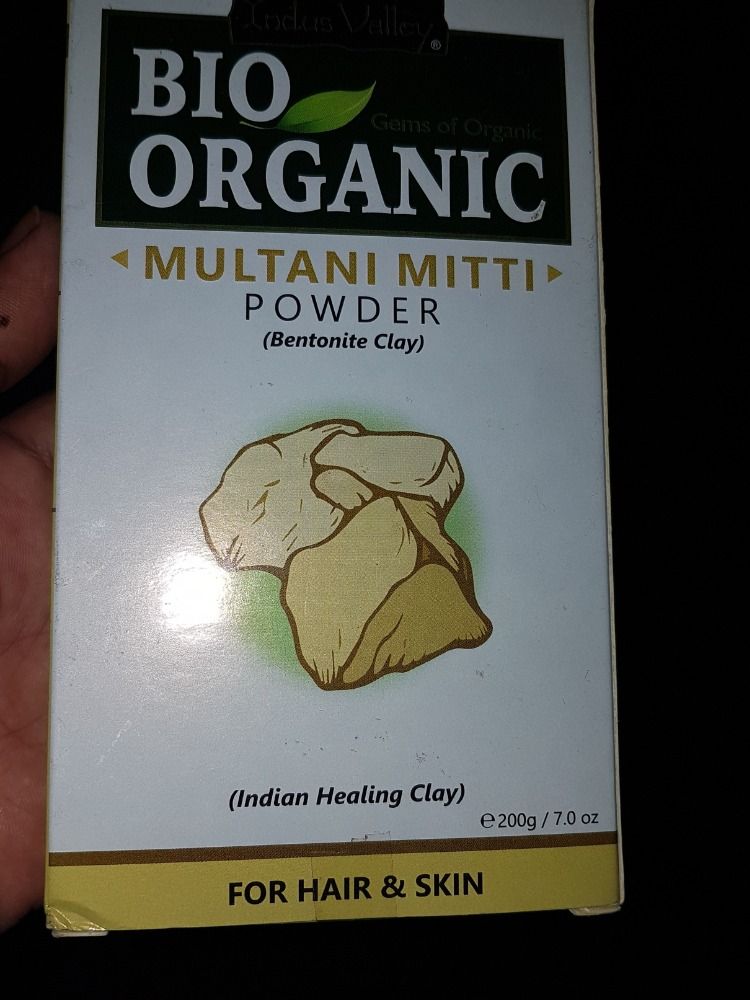 Indus Valley®
BIO
Gems of Organic
ORGANIC
MULTANI MITTI
POWDER
(Bentonite Clay)
(Indian Healing Clay)
℮200g / 7.0 oz
FOR HAIR & SKIN